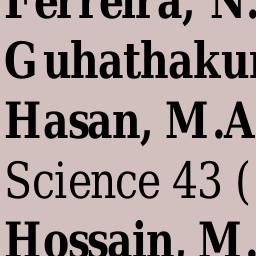 Ferreira, N.
Guhathakur
Hasan, M.A
Science 43 (
Hossain, M.